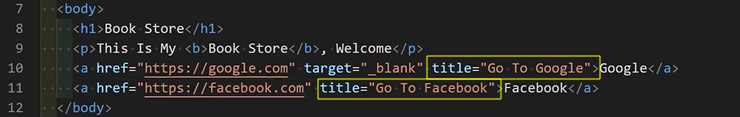 7 <body>
8 <h1>Book Store</h1>
9 <p>This Is My <b>Book Store</b>, Welcome</p>
10 <a href="https://google.com" target="_blank" title="Go To Google">Google</a>
11 <a href="https://facebook.com" title="Go To Facebook">Facebook</a>
12 </body>